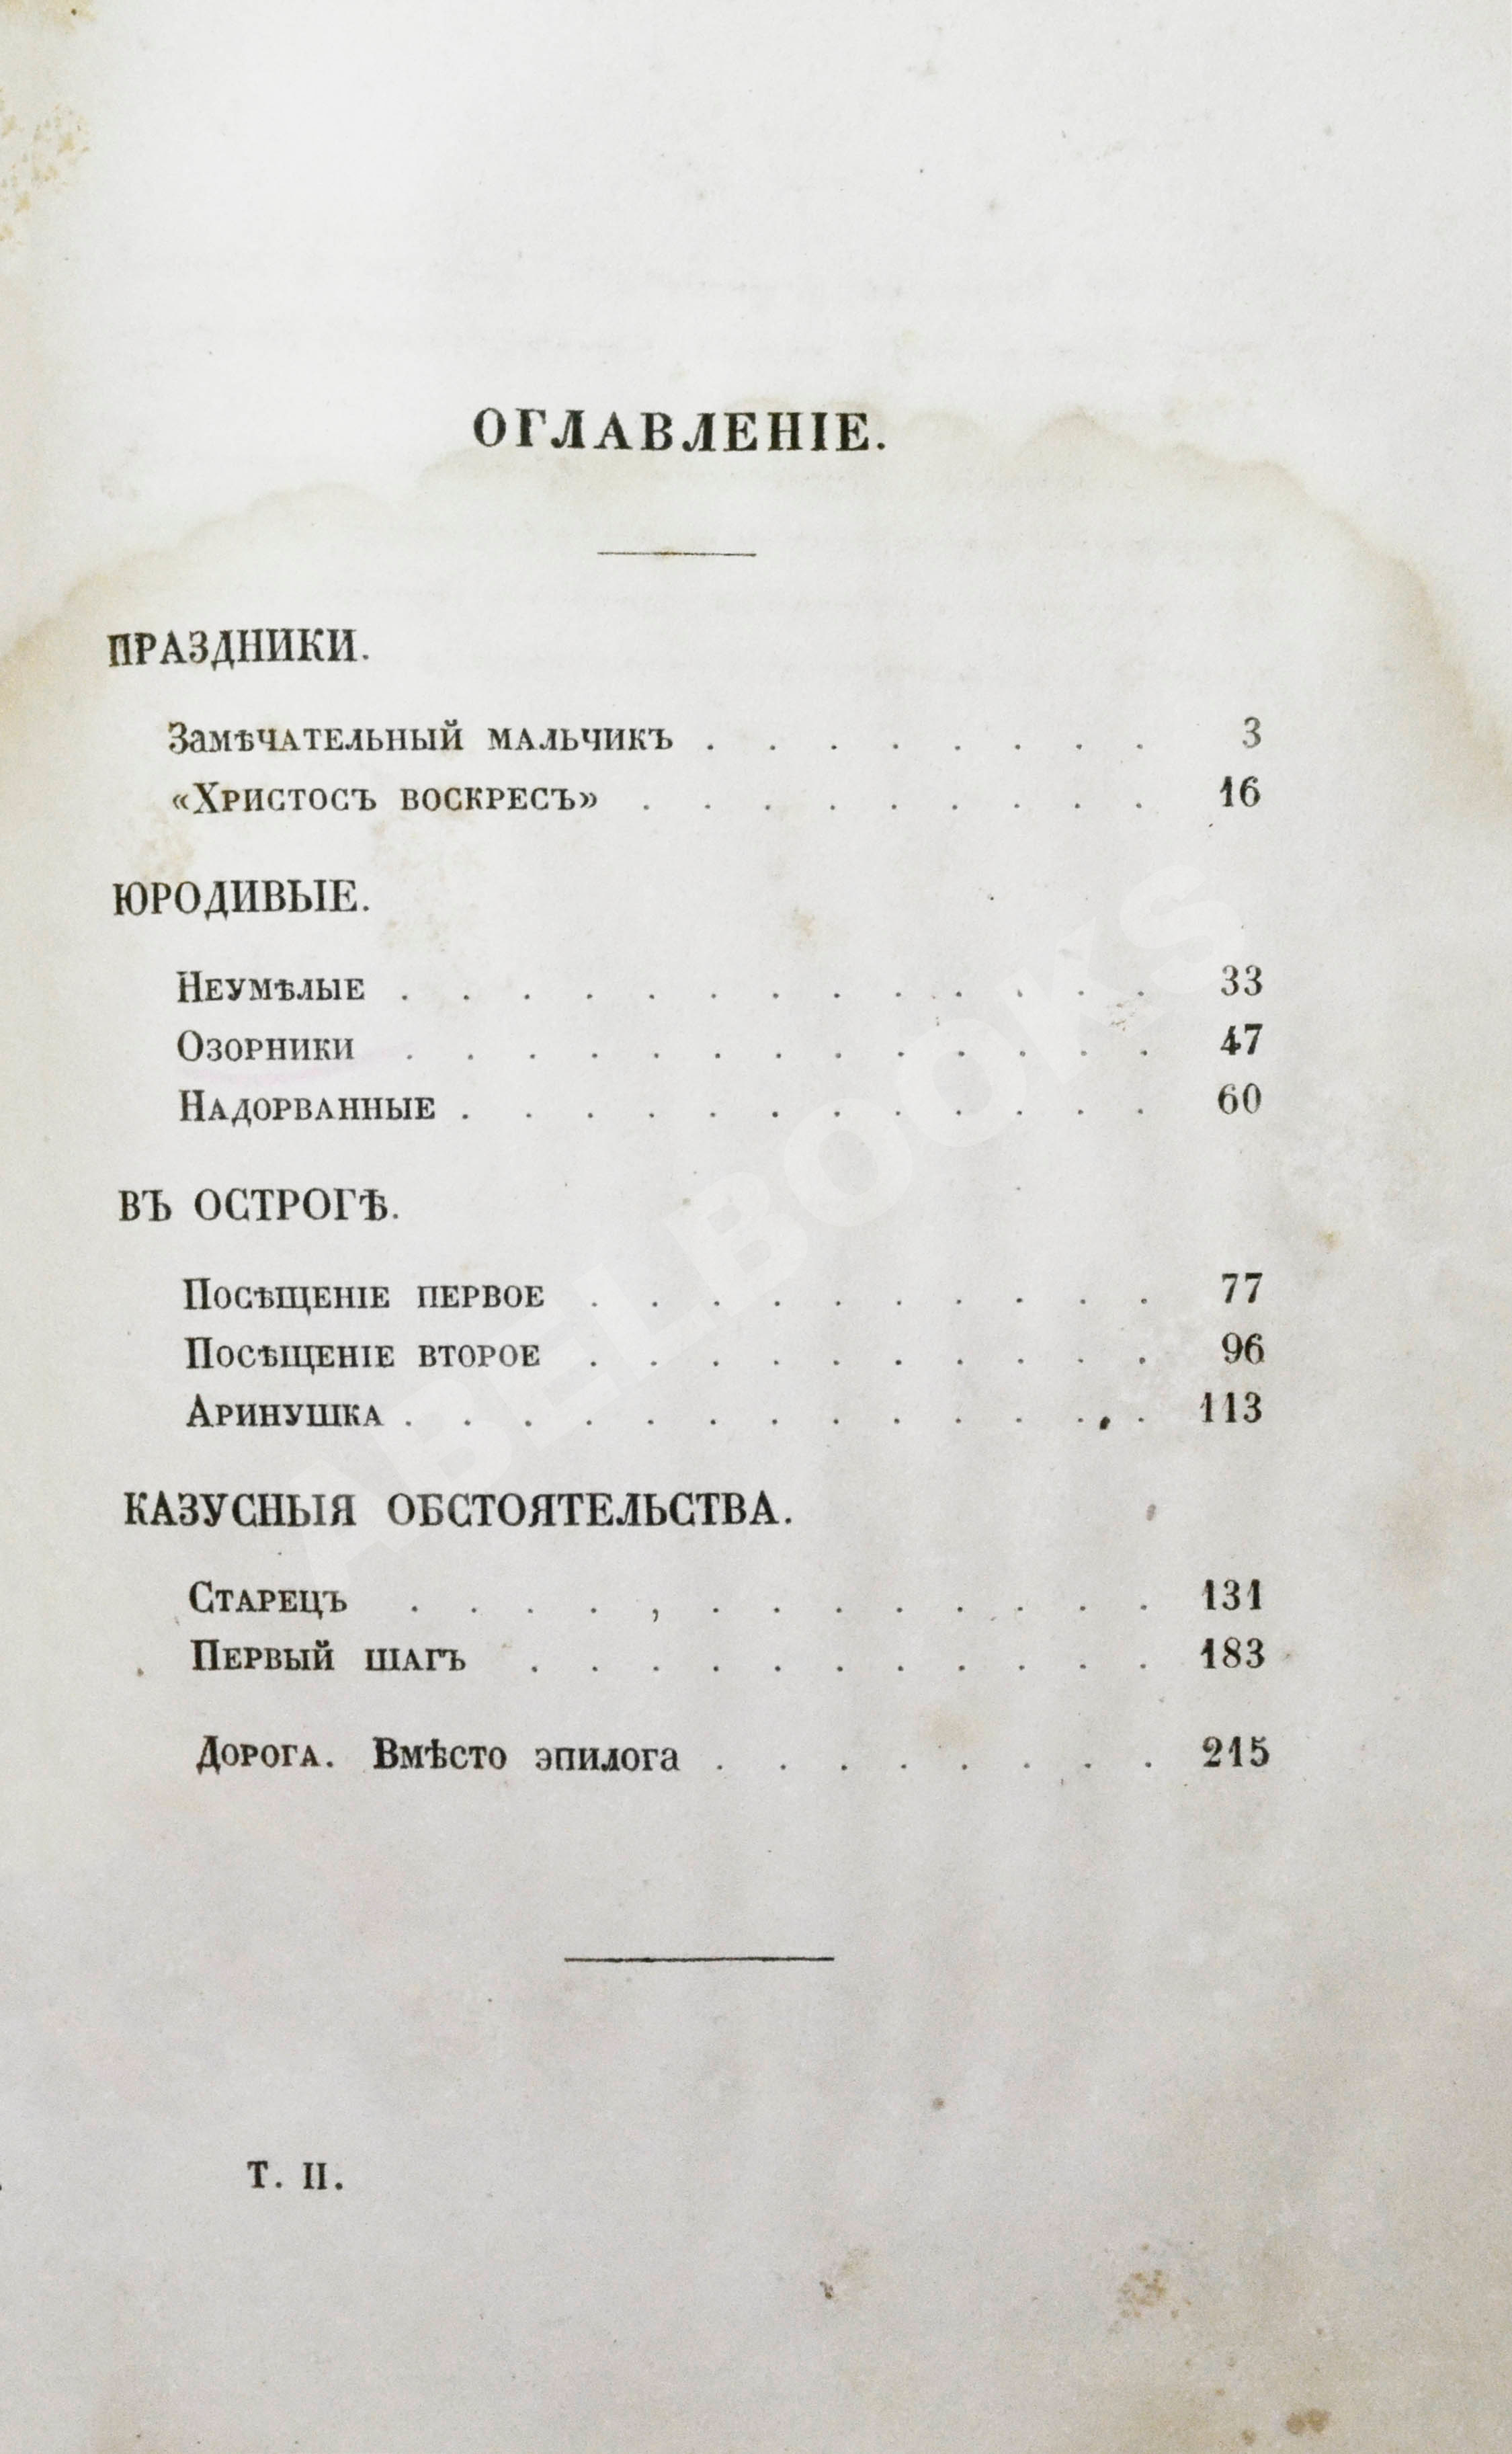 ОГЛАВЛЕНІЕ.
ПРАЗДНИКИ.
Замѣчательный мальчикъ . . . . . . . . 3
«Христосъ воскресъ» . . . . . . . . . 16
ЮРОДИВЫЕ.
Неумѣлые . . . . . . . . . . . . . 33
Озорники . . . . . . . . . . . . . 47
Надорванные . . . . . . . . . . . . 60
ВЪ ОСТРОГѢ.
Посѣщеніе первое . . . . . . . . . . 77
Посѣщеніе второе . . . . . . . . . . 96
Аринушка . . . . . . . . . . . . . 113
КАЗУСНЫЯ ОБСТОЯТЕЛЬСТВА.
Старецъ . . . . , . . . . . . . . 131
Первый шагъ . . . . . . . . . . . 183
Дорога. Вмѣсто эпилога . . . . . . . . 215
Т. II.
ABELBOOKS